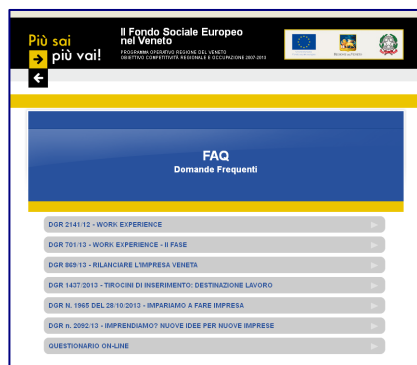 Più sai
più vai!
Il Fondo Sociale Europeo
nel Veneto
PROGRAMMA OPERATIVO REGIONE DEL VENETO
OBIETTIVO COMPETITIVITÀ REGIONALE E OCCUPAZIONE 2007-2013
FAQ
Domande Frequenti
DGR 2141/12 - WORK EXPERIENCE
DGR 701/13 - WORK EXPERIENCE - II FASE
DGR 869/13 - RILANCIARE L'IMPRESA VENETA
DGR 1437/2013 - TIROCINI DI INSERIMENTO: DESTINAZIONE LAVORO
DGR N. 1965 DEL 28/10/2013 - IMPARIAMO A FARE IMPRESA
DGR n. 2092/13 - IMPRENDIAMO? NUOVE IDEE PER NUOVE IMPRESE
QUESTIONARIO ON-LINE